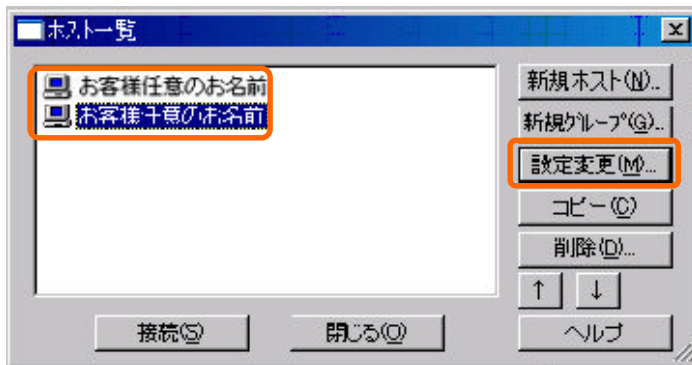 ホスト一覧
お客様任意のお名前
お客様任意のお名前
新規ホスト(N)..
新規グループ(G)..
設定変更(M)...
コピー(C)
削除(D)...
↑ ↓
接続(S)
閉じる(O)
ヘルプ